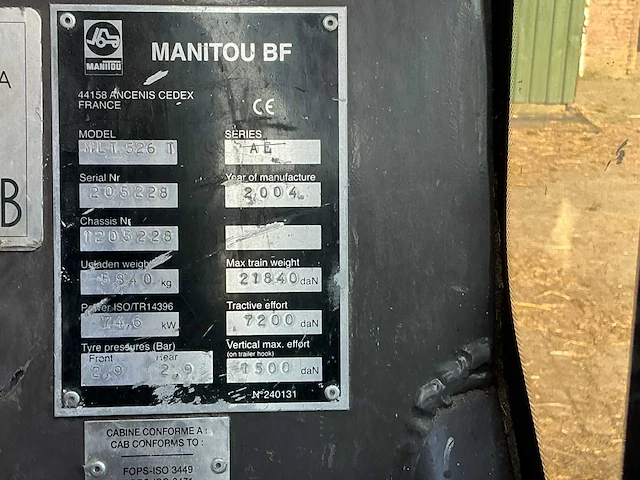 MANITOU
MANITOU BF
44158 ANCENIS CEDEX
FRANCE
CE
MODEL
MLT 526 T
SERIES
AE
Serial Nr
205228
Year of manufacture
2004
Chassis Nr
1205228
Unladen weight
5840 kg
Max train weight
21840 daN
Power ISO/TR14396
74,6 kW
Tractive effort
7200 daN
Tyre pressures (Bar)
Front Rear
2,9 2,9
Vertical max. effort
(on trailer hook)
1500 daN
N°240131
A
B
CABINE CONFORME A :
CAB CONFORMS TO :
FOPS-ISO 3449